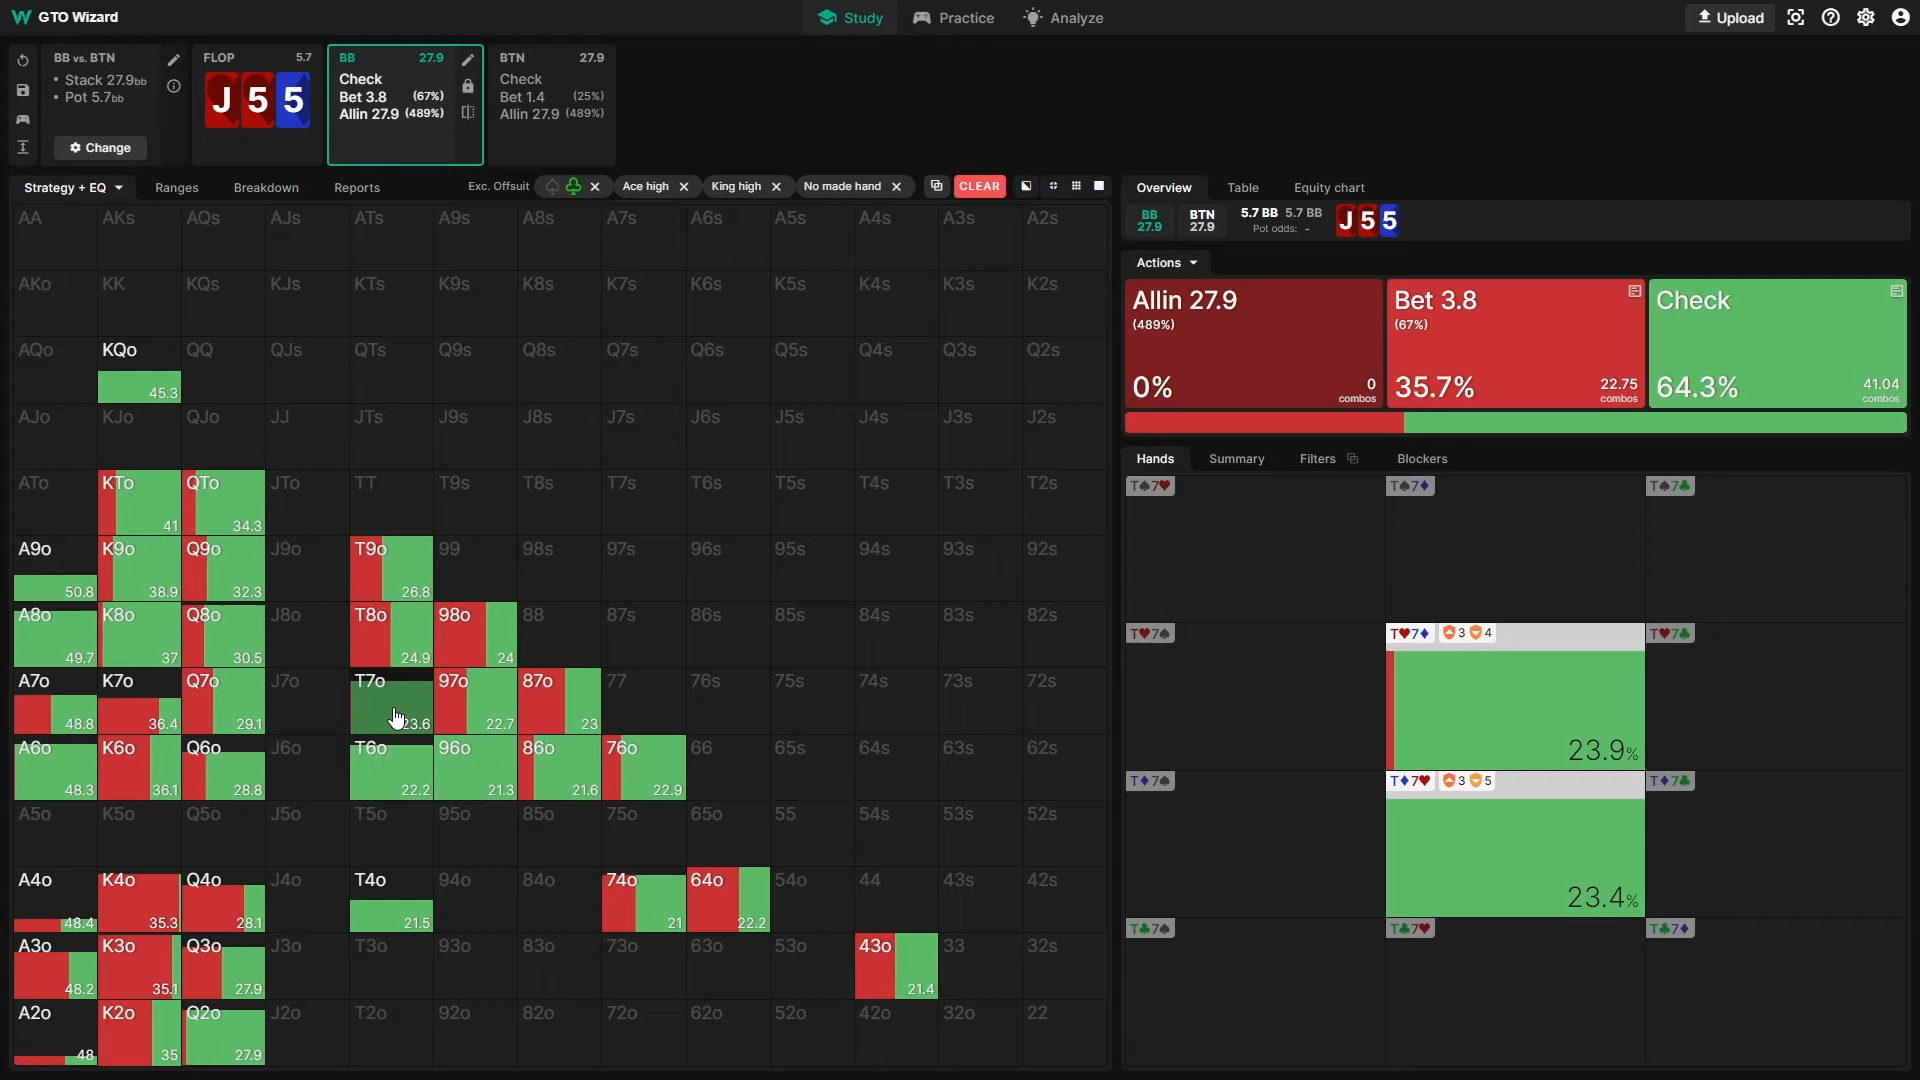 GTO Wizard
Study
Practice
Analyze
Upload
BB vs. BTN
• Stack 27.9bb
• Pot 5.7bb
Change
FLOP 5.7
J 5 5
BB 27.9
Check
Bet 3.8 (67%)
Allin 27.9 (489%)
BTN 27.9
Check
Bet 1.4 (25%)
Allin 27.9 (489%)
Strategy + EQ
Ranges
Breakdown
Reports
Exc. Offsuit
Ace high
King high
No made hand
CLEAR
AA AKs AQs AJs ATs A9s A8s A7s A6s A5s A4s A3s A2s
AKo KK KQs KJs KTs K9s K8s K7s K6s K5s K4s K3s K2s
AQo KQo QQ QJs QTs Q9s Q8s Q7s Q6s Q5s Q4s Q3s Q2s
45.3
AJo KJo QJo JJ JTs J9s J8s J7s J6s J5s J4s J3s J2s
ATo KTo QTo JTo TT T9s T8s T7s T6s T5s T4s T3s T2s
41 34.3
A9o K9o Q9o J9o T9o 99 98s 97s 96s 95s 94s 93s 92s
50.8 38.9 32.3 26.8
A8o K8o Q8o J8o T8o 98o 88 87s 86s 85s 84s 83s 82s
49.7 37 30.5 24.9 24
A7o K7o Q7o J7o T7o 97o 87o 77 76s 75s 74s 73s 72s
48.8 36.4 29.1 23.6 22.7 23
A6o K6o Q6o J6o T6o 96o 86o 76o 66 65s 64s 63s 62s
48.3 36.1 28.8 22.2 21.3 21.6 22.9
A5o K5o Q5o J5o T5o 95o 85o 75o 65o 55 54s 53s 52s
A4o K4o Q4o J4o T4o 94o 84o 74o 64o 54o 44 43s 42s
48.4 35.3 28.1 21.5 21 22.2
A3o K3o Q3o J3o T3o 93o 83o 73o 63o 53o 43o 33 32s
48.2 35.1 27.9 21.4
A2o K2o Q2o J2o T2o 92o 82o 72o 62o 52o 42o 32o 22
48 35 27.9
Overview
Table
Equity chart
BB
27.9
BTN
27.9
5.7 BB 5.7 BB
Pot odds: -
J 5 5
Actions
Allin 27.9
(489%)
0%
0
combos
Bet 3.8
(67%)
35.7%
22.75
combos
Check
64.3%
41.04
combos
Hands
Summary
Filters
Blockers
T♠7♥ T♠7♦ T♠7♣
T♥7♠ T♥7♦ 3 4 T♥7♣
23.9%
T♦7♠ T♦7♥ 3 5 T♦7♣
23.4%
T♣7♠ T♣7♥ T♣7♦